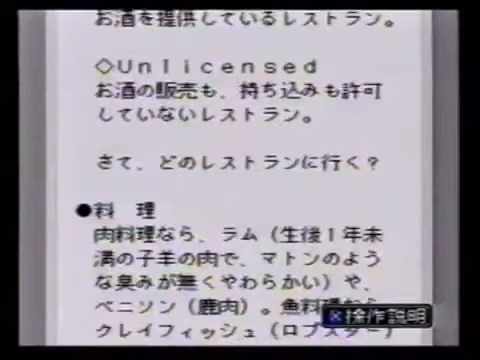 お酒を提供しているレストラン。
◇Ｕｎｌｉｃｅｎｓｅｄ
お酒の販売も、持ち込みも許可
していないレストラン。
さて、どのレストランに行く？
●料　理
肉料理なら、ラム（生後１年未
満の子羊の肉で、マトンのよう
な臭みが無くやわらかい）や、
ベニソン（鹿肉）。魚料理なら
クレイフィッシュ（ロブスター）
×操作説明